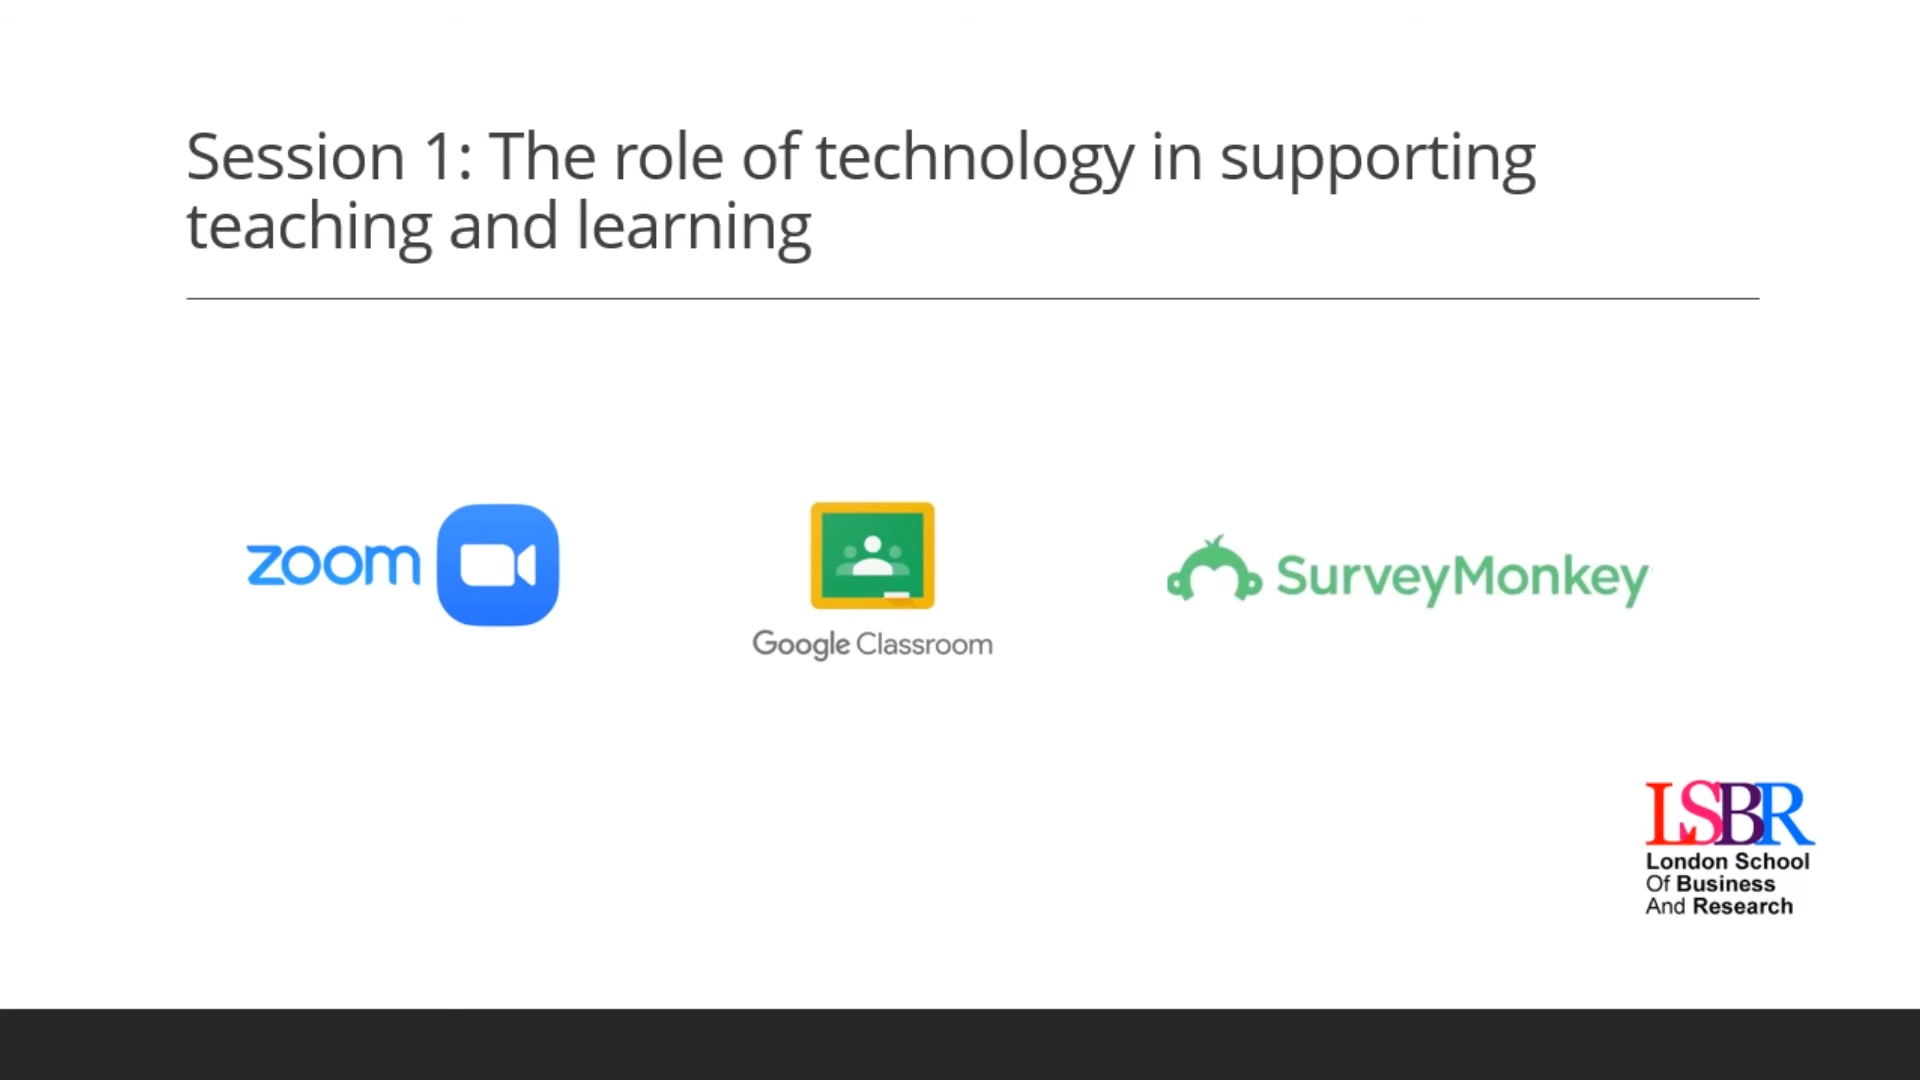 Session 1: The role of technology in supporting
teaching and learning
zoom
Google Classroom
SurveyMonkey
LSBR
London School
Of Business
And Research